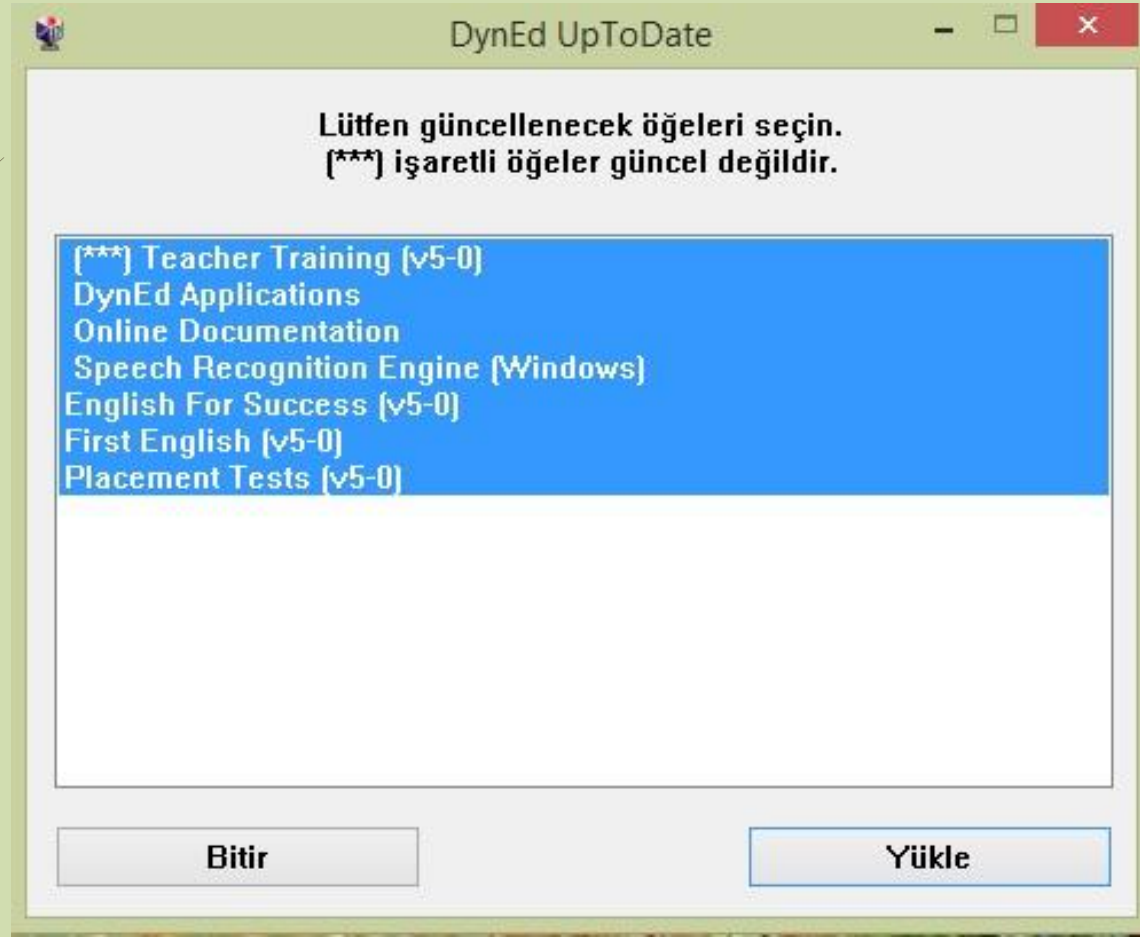 DynEd UpToDate
Lütfen güncellenecek öğeleri seçin.
(***) işaretli öğeler güncel değildir.
(***) Teacher Training (v5-0)
DynEd Applications
Online Documentation
Speech Recognition Engine (Windows)
English For Success (v5-0)
First English (v5-0)
Placement Tests (v5-0)
Bitir
Yükle